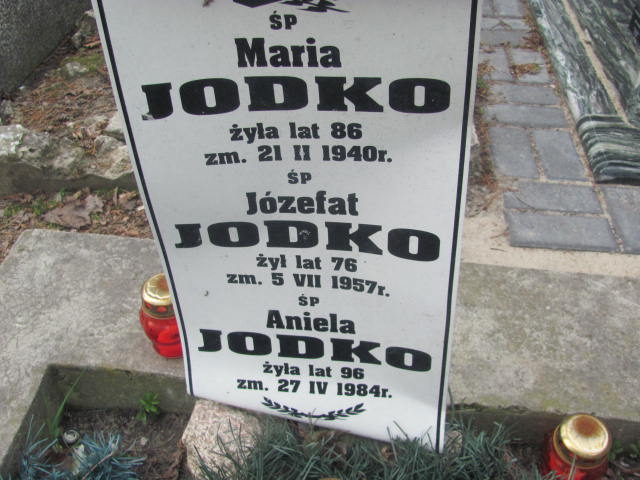 ŚP
Maria
JODKO
żyła lat 86
zm. 21 II 1940r.
ŚP
Józefat
JODKO
żył lat 76
zm. 5 VII 1957r.
ŚP
Aniela
JODKO
żyła lat 96
zm. 27 IV 1984r.